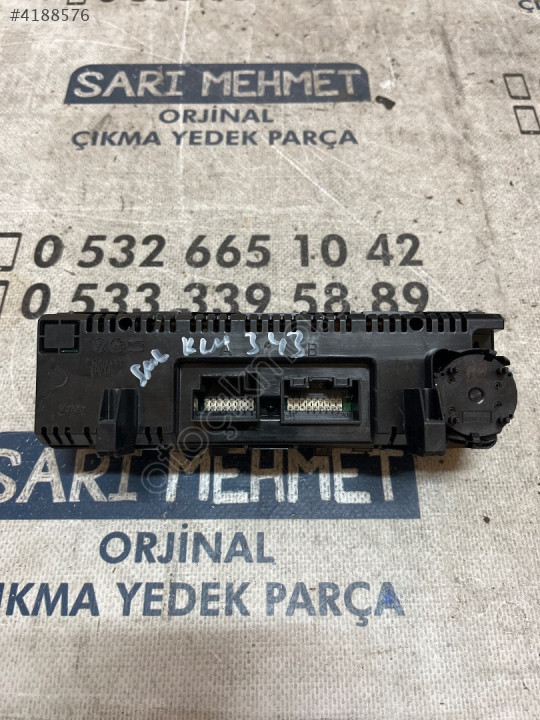 #4188576
SARI MEHMET
ORJİNAL
ÇIKMA YEDEK PARÇA
0 532 665 10 42
0 533 339 58 89
KLM 343
A
B
otocikma
SARI MEHMET
ORJİNAL
ÇIKMA YEDEK PARÇA